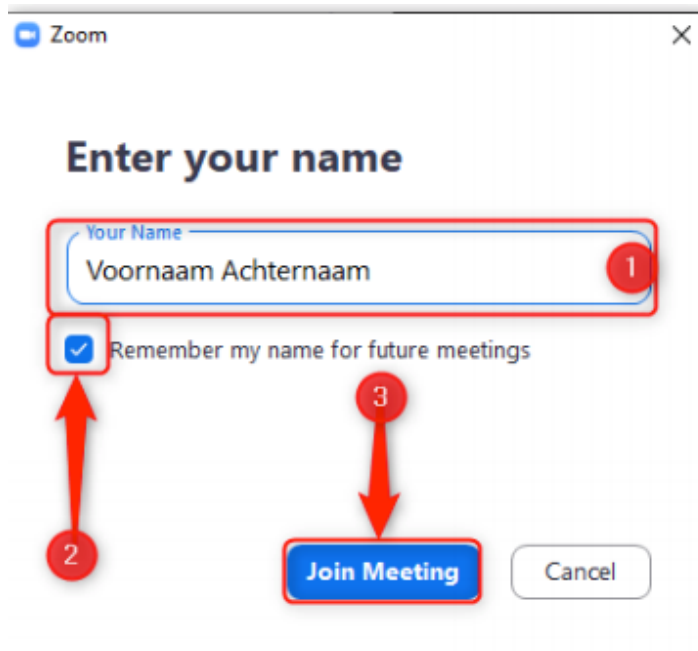 Zoom
Enter your name
Your Name
Voornaam Achternaam
1
Remember my name for future meetings
3
2
Join Meeting
Cancel